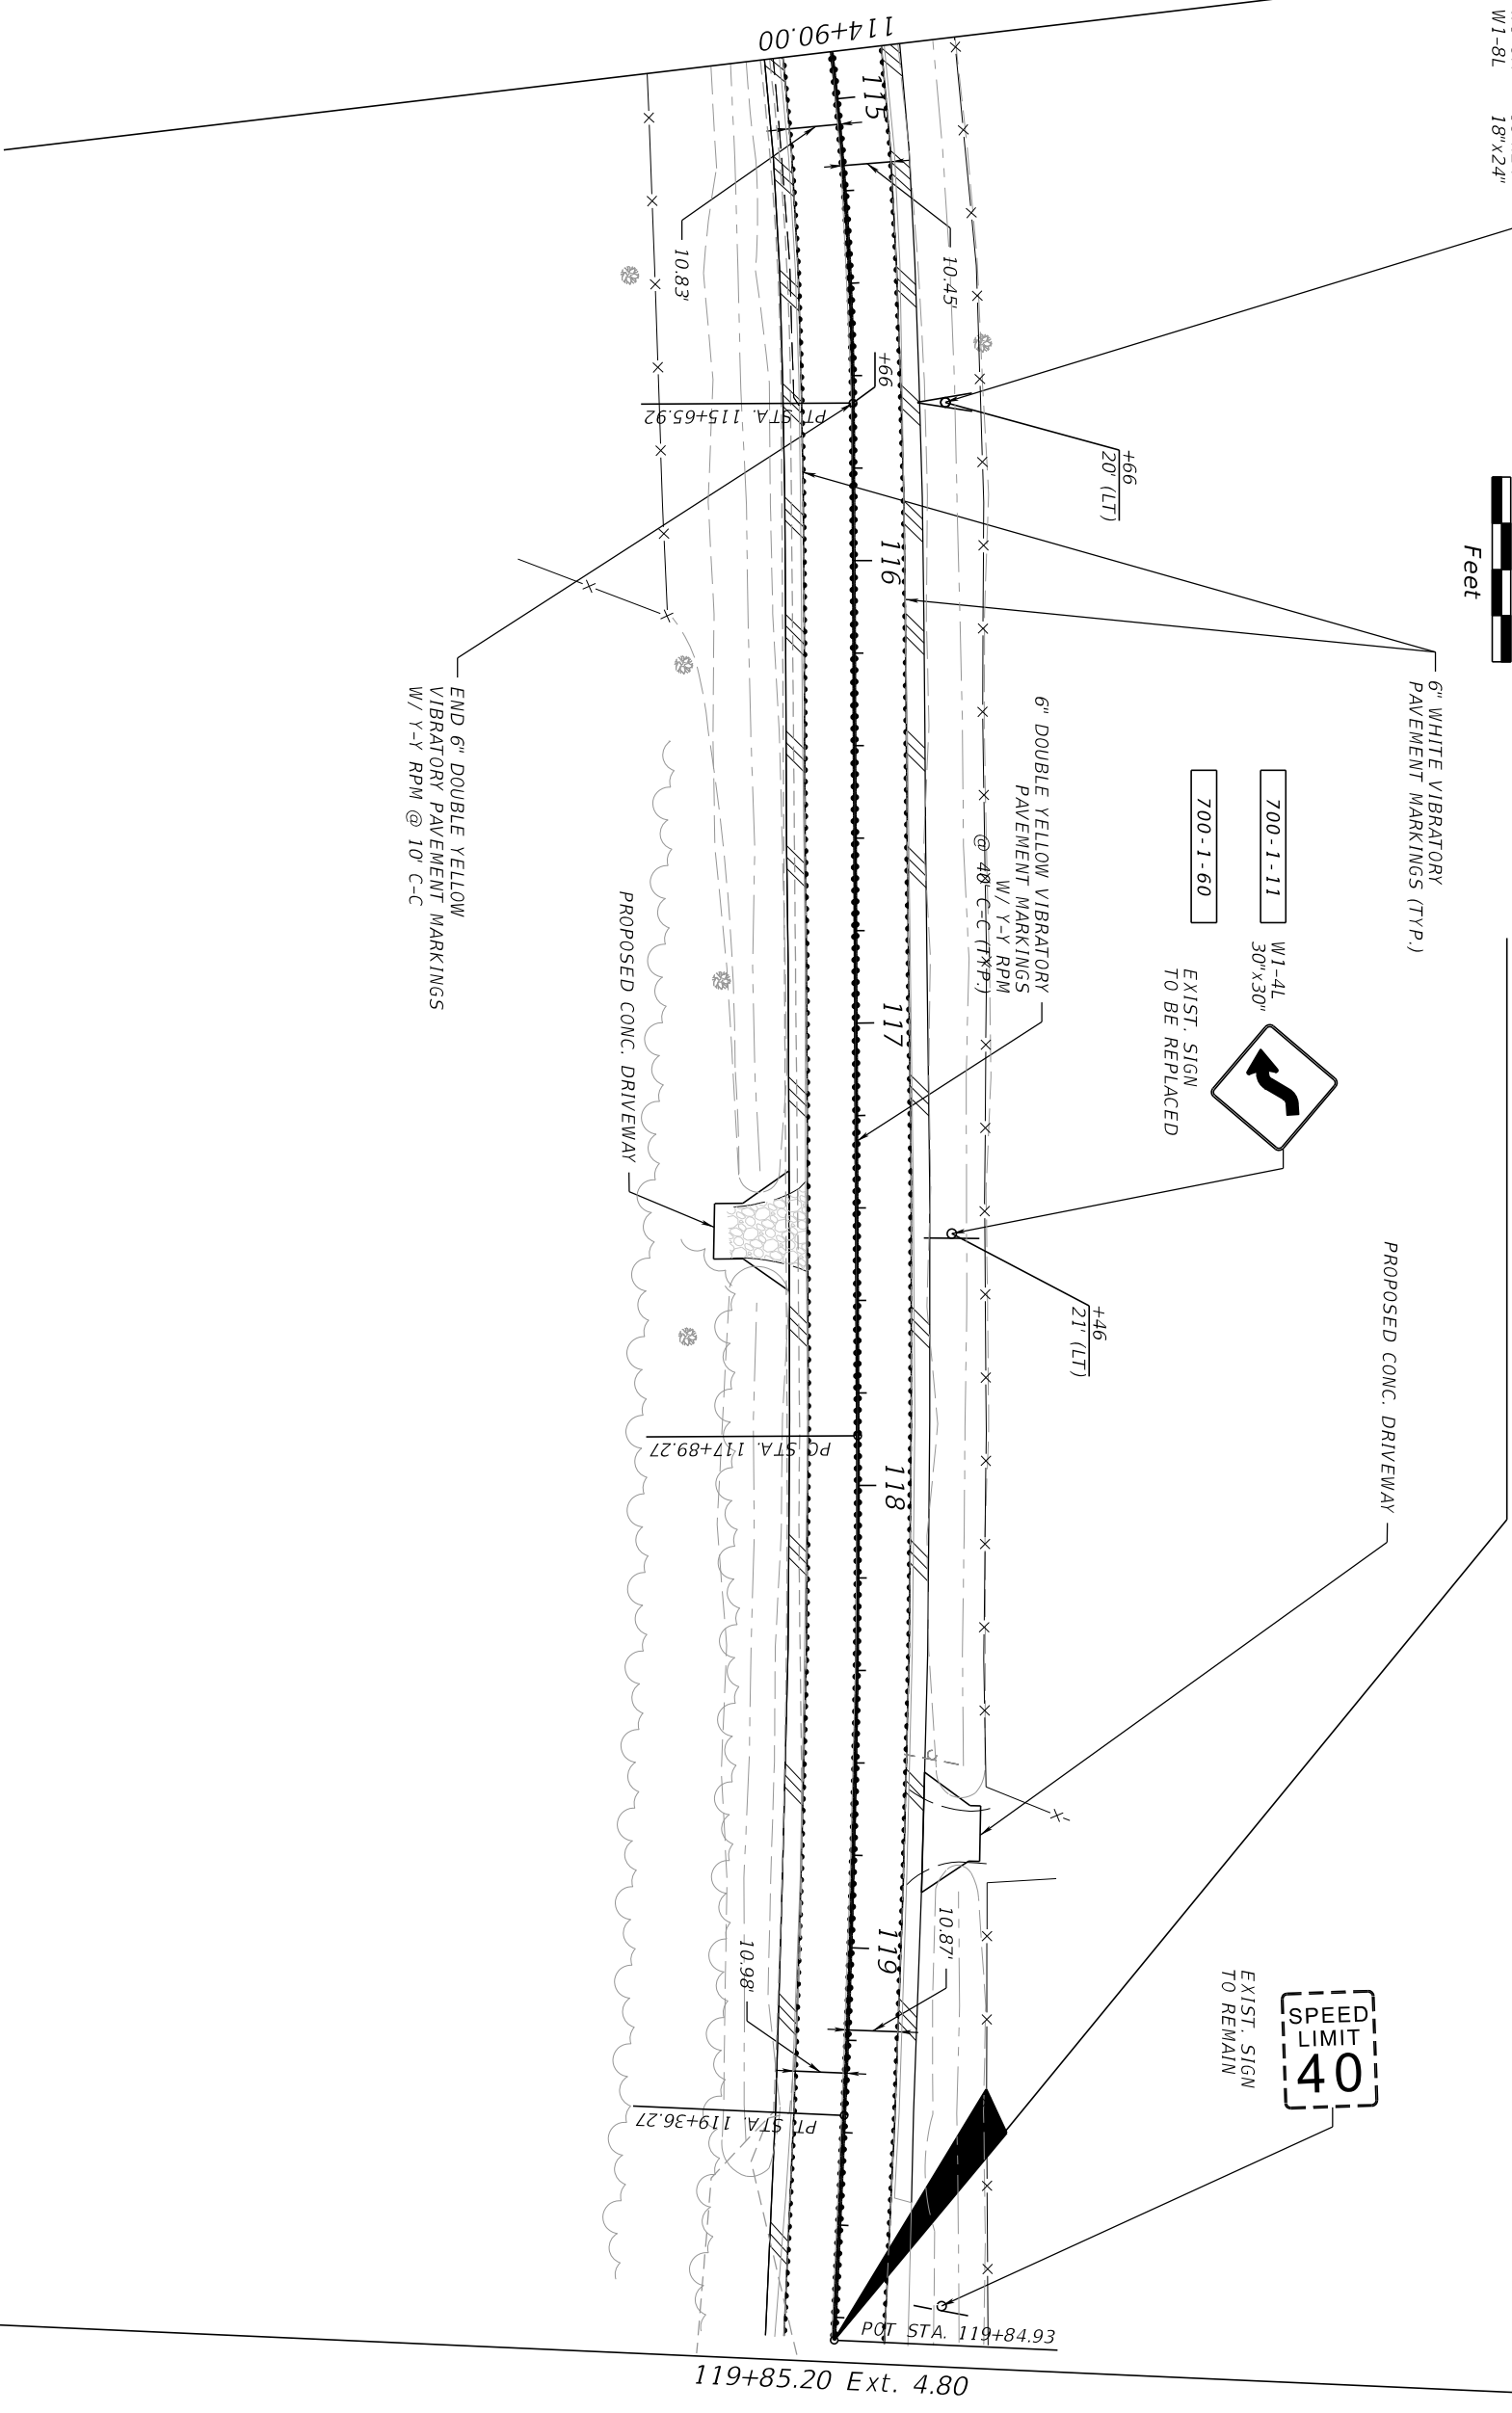 114+90.00
W1-8L
18"x24"
115
10.83'
10.45'
+66
PT STA. 115+65.92
+66
20' (LT)
Feet
116
6" WHITE VIBRATORY
PAVEMENT MARKINGS (TYP.)
END 6" DOUBLE YELLOW
VIBRATORY PAVEMENT MARKINGS
W/ Y-Y RPM @ 10' C-C
6" DOUBLE YELLOW VIBRATORY
PAVEMENT MARKINGS
W/ Y-Y RPM
@ C-C (TYP.)
700-1-11
700-1-60
W1-4L
30"x30"
EXIST. SIGN
TO BE REPLACED
117
PROPOSED CONC. DRIVEWAY
+46
21' (LT)
PROPOSED CONC. DRIVEWAY
PC STA. 117+89.27
118
119
10.87'
10.98'
SPEED
LIMIT
40
EXIST. SIGN
TO REMAIN
PT STA. 119+36.27
POT STA. 119+84.93
119+85.20 Ext. 4.80